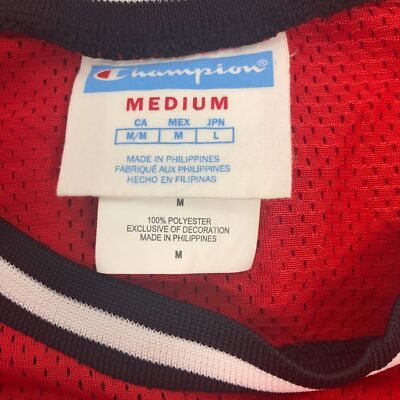 Champion®
MEDIUM
CA MEX JPN
M/M M L
MADE IN PHILIPPINES
FABRIQUÉ AUX PHILIPPINES
HECHO EN FILIPINAS
M
100% POLYESTER
EXCLUSIVE OF DECORATION
MADE IN PHILIPPINES
M